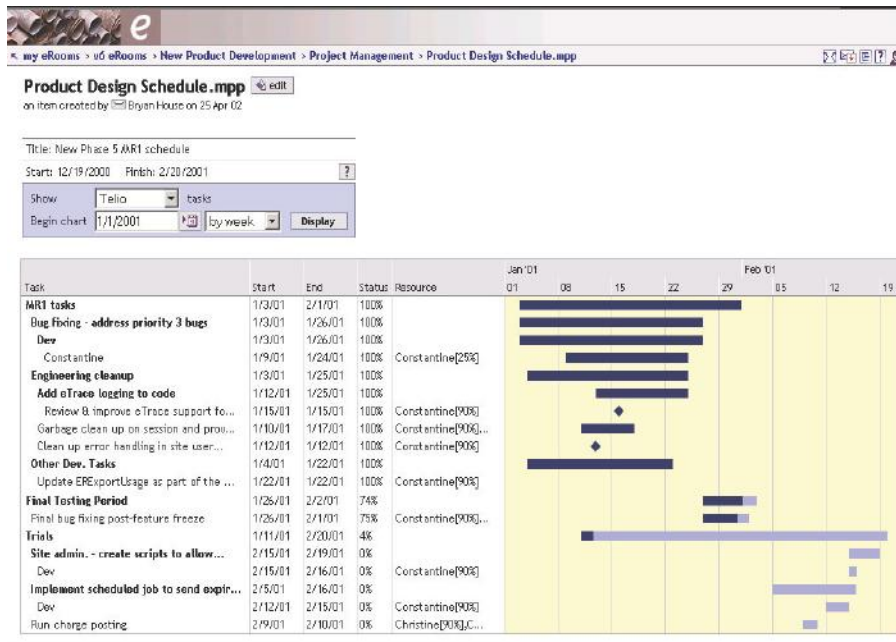 e
my eRooms > v6 eRooms > New Product Development > Project Management > Product Design Schedule.mpp
Product Design Schedule.mpp edit
an item created by Bryan House on 25 Apr 02
Title: New Phase 5/MR1 schedule
Start: 12/19/2000 Finish: 2/20/2001 ?
Show Telio tasks
Begin chart 1/1/2001 by week Display
Jan '01 Feb '01
Task Start End Status Resource 01 08 15 22 29 05 12 19
MR1 tasks 1/3/01 2/1/01 100%
Bug fixing - address priority 3 bugs 1/3/01 1/26/01 100%
Dev 1/3/01 1/26/01 100%
Constantine 1/9/01 1/24/01 100% Constantine[25%]
Engineering cleanup 1/3/01 1/25/01 100%
Add eTrace logging to code 1/12/01 1/25/01 100%
Review & improve eTrace support fo... 1/15/01 1/15/01 100% Constantine[90%]
Garbage clean up on session and prou... 1/10/01 1/17/01 100% Constantine[90%],...
Clean up error handling in site user... 1/12/01 1/12/01 100% Constantine[90%]
Other Dev. Tasks 1/4/01 1/22/01 100%
Update ERExportUsage as part of the ... 1/22/01 1/22/01 100% Constantine[90%]
Final Testing Period 1/26/01 2/2/01 74%
Final bug fixing post-feature freeze 1/26/01 2/1/01 75% Constantine[90%],...
Trials 1/11/01 2/20/01 4%
Site admin. - create scripts to allow... 2/15/01 2/19/01 0%
Dev 2/15/01 2/16/01 0% Constantine[90%]
Implement scheduled job to send expir... 2/5/01 2/16/01 0%
Dev 2/12/01 2/15/01 0% Constantine[90%]
Run charge posting 2/9/01 2/10/01 0% Christine[90%],C...